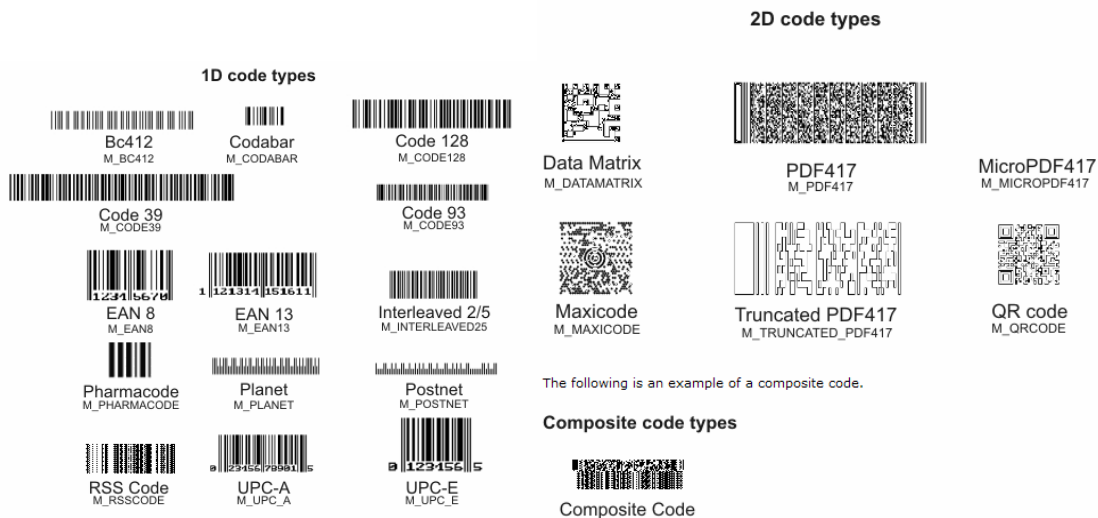 2D code types
1D code types
Bc412
M_BC412
Codabar
M_CODABAR
Code 128
M_CODE128
Data Matrix
M_DATAMATRIX
PDF417
M_PDF417
MicroPDF417
M_MICROPDF417
Code 39
M_CODE39
Code 93
M_CODE93
1234 5670
EAN 8
M_EAN8
1 121314 151611
EAN 13
M_EAN13
Interleaved 2/5
M_INTERLEAVED25
Maxicode
M_MAXICODE
Truncated PDF417
M_TRUNCATED_PDF417
QR code
M_QRCODE
Pharmacode
M_PHARMACODE
Planet
M_PLANET
Postnet
M_POSTNET
The following is an example of a composite code.
Composite code types
RSS Code
M_RSSCODE
0 23456 78901 5
UPC-A
M_UPC_A
0 123456 5
UPC-E
M_UPC_E
Composite Code